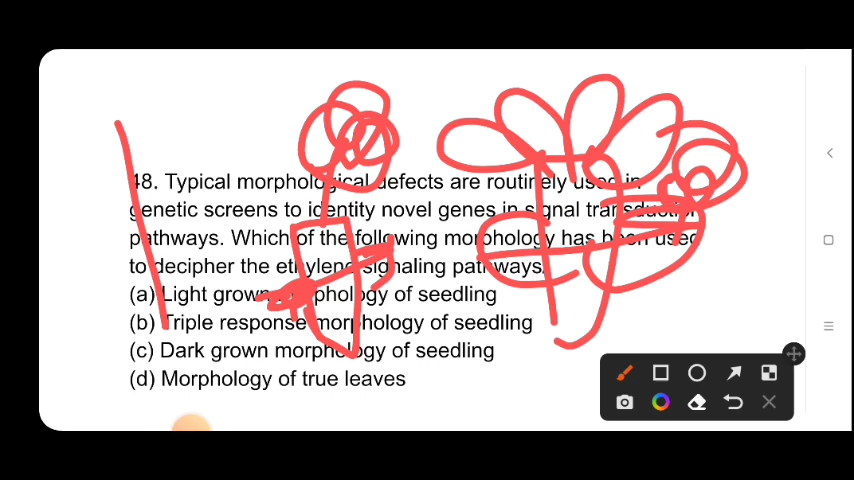 48. Typical morphological defects are routinely used in
genetic screens to identify novel genes in signal transduction
pathways. Which of the following morphology has been used
to decipher the ethylene signaling pathways.
(a) Light grown morphology of seedling
(b) Triple response morphology of seedling
(c) Dark grown morphology of seedling
(d) Morphology of true leaves